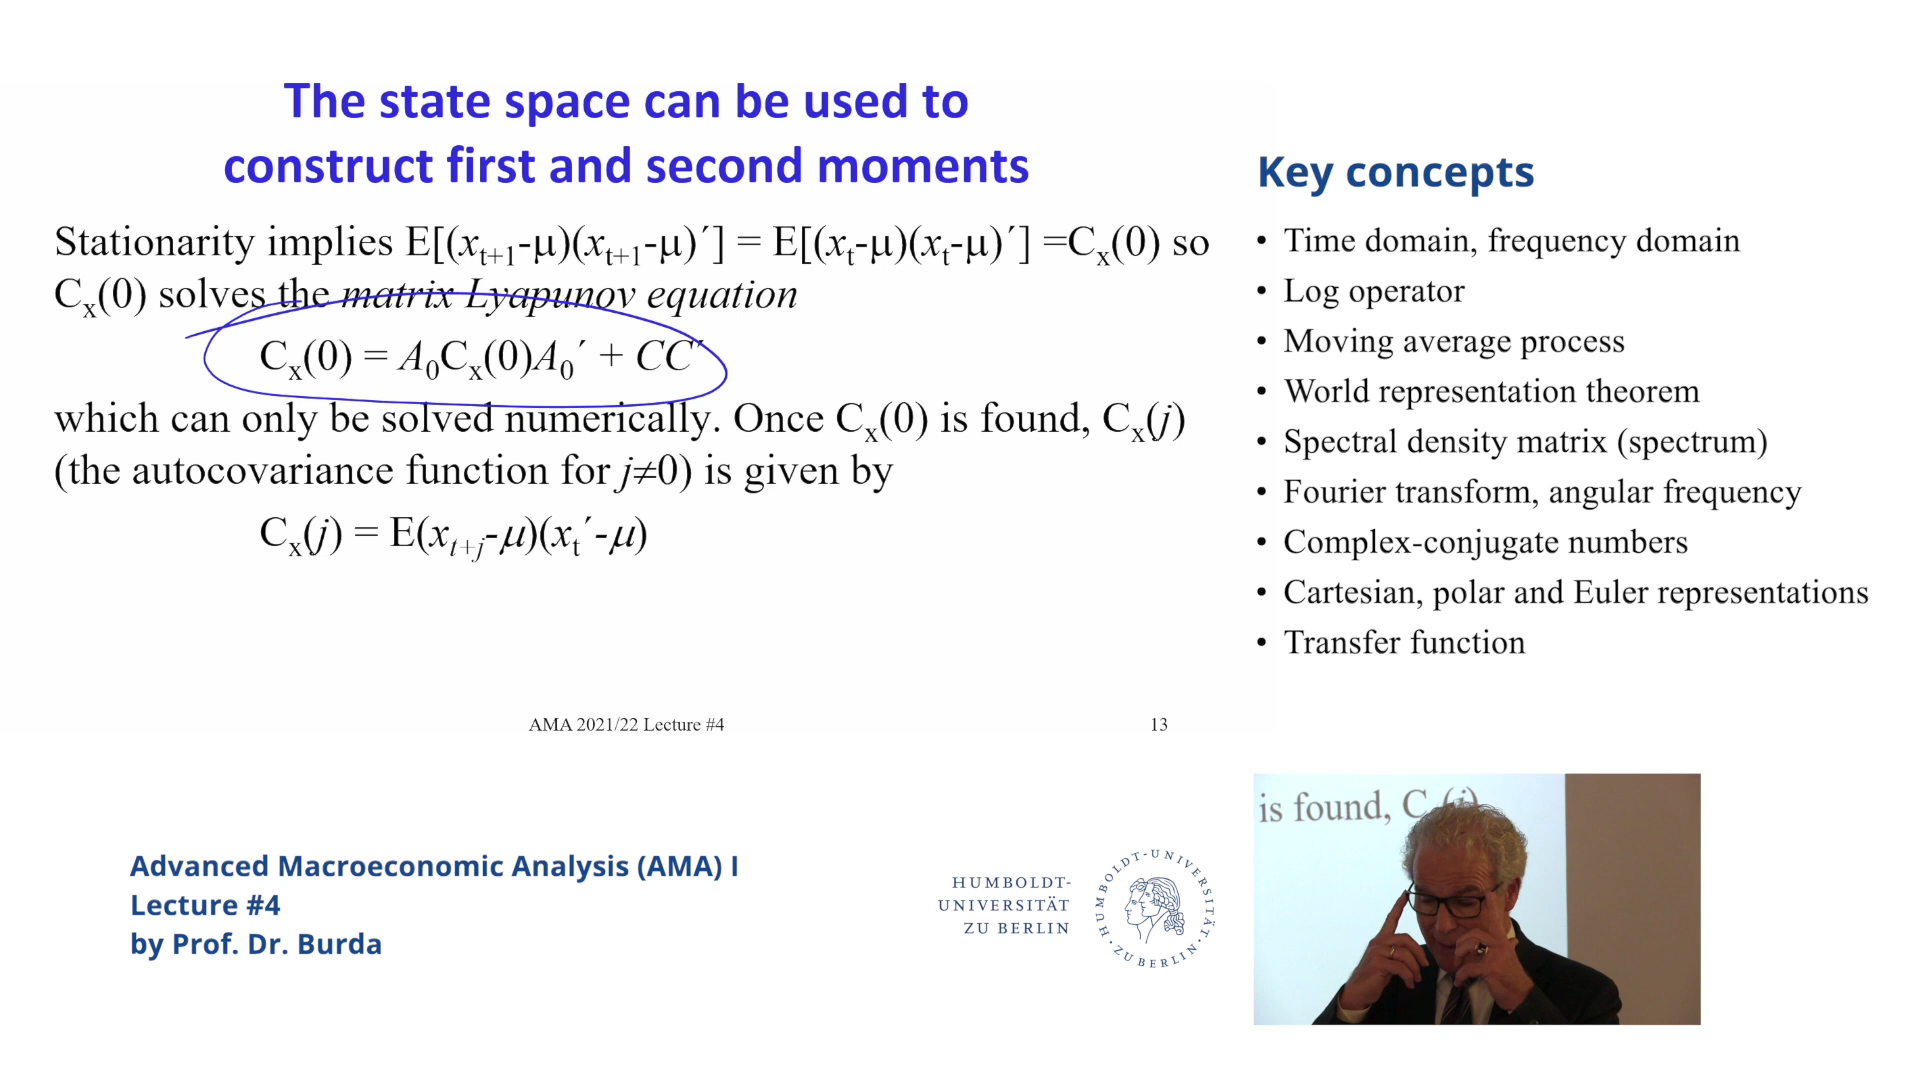 The state space can be used to
construct first and second moments
Stationarity implies E[(xt+1-μ)(xt+1-μ)´] = E[(xt-μ)(xt-μ)´] =Cx(0) so
Cx(0) solves the matrix Lyapunov equation
Cx(0) = A0Cx(0)A0´ + CC´
which can only be solved numerically. Once Cx(0) is found, Cx(j)
(the autocovariance function for j≠0) is given by
Cx(j) = E(xt+j-μ)(xt´-μ)
AMA 2021/22 Lecture #4
13
Key concepts
• Time domain, frequency domain
• Log operator
• Moving average process
• World representation theorem
• Spectral density matrix (spectrum)
• Fourier transform, angular frequency
• Complex-conjugate numbers
• Cartesian, polar and Euler representations
• Transfer function
Advanced Macroeconomic Analysis (AMA) I
Lecture #4
by Prof. Dr. Burda
HUMBOLDT-
UNIVERSITÄT
ZU BERLIN
HUMBOLDT-UNIVERSITÄT
·ZU BERLIN·
is found, Cx(j)